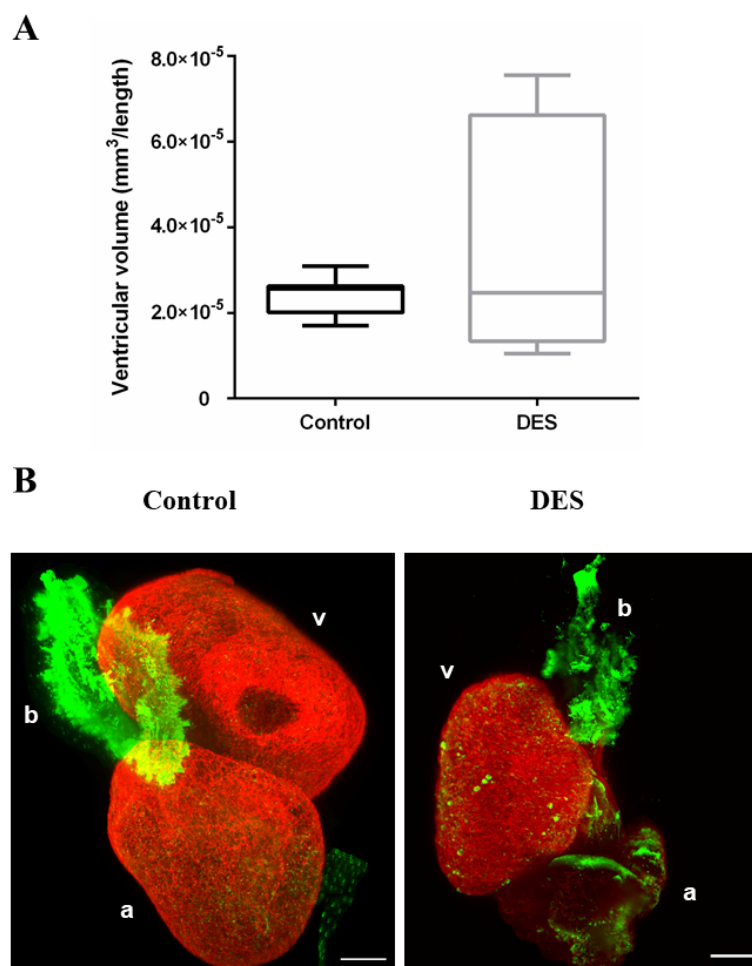 A
Ventricular volume (mm³/length)
8.0×10⁻⁵
6.0×10⁻⁵
4.0×10⁻⁵
2.0×10⁻⁵
0
Control
DES
B
Control
DES
v
b
a
b
v
a